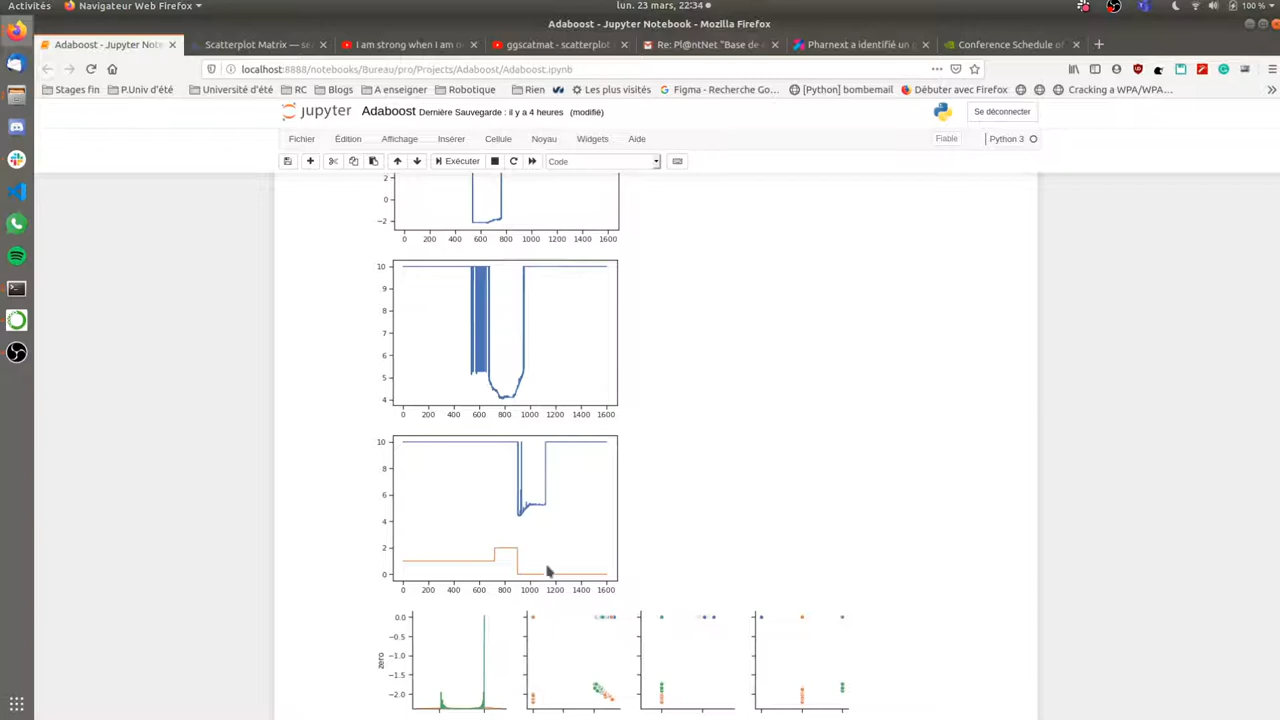 Activités Navigateur Web Firefox lun. 23 mars, 22:34 100 %
Adaboost - Jupyter Notebook - Mozilla Firefox
Adaboost - Jupyter Note Scatterplot Matrix — sea I am strong when I am o ggscatmat - scatterplot Re: Pl@ntNet "Base de Pharnext a identifié un Conference Schedule of
localhost:8888/notebooks/Bureau/pro/Projects/Adaboost/Adaboost.ipynb
Stages fin P.Univ d'été Université d'été RC Blogs A enseigner Robotique Rien Les plus visités Figma - Recherche Go… [Python] bombemail Débuter avec Firefox Cracking a WPA/WPA…
jupyter Adaboost Dernière Sauvegarde : il y a 4 heures (modifié) Se déconnecter
Fichier Édition Affichage Insérer Cellule Noyau Widgets Aide Fiable Python 3
Exécuter Code
2
0
−2
0 200 400 600 800 1000 1200 1400 1600
10
9
8
7
6
5
4
0 200 400 600 800 1000 1200 1400 1600
10
8
6
4
2
0
0 200 400 600 800 1000 1200 1400 1600
0.0
−0.5
−1.0
zero
−1.5
−2.0